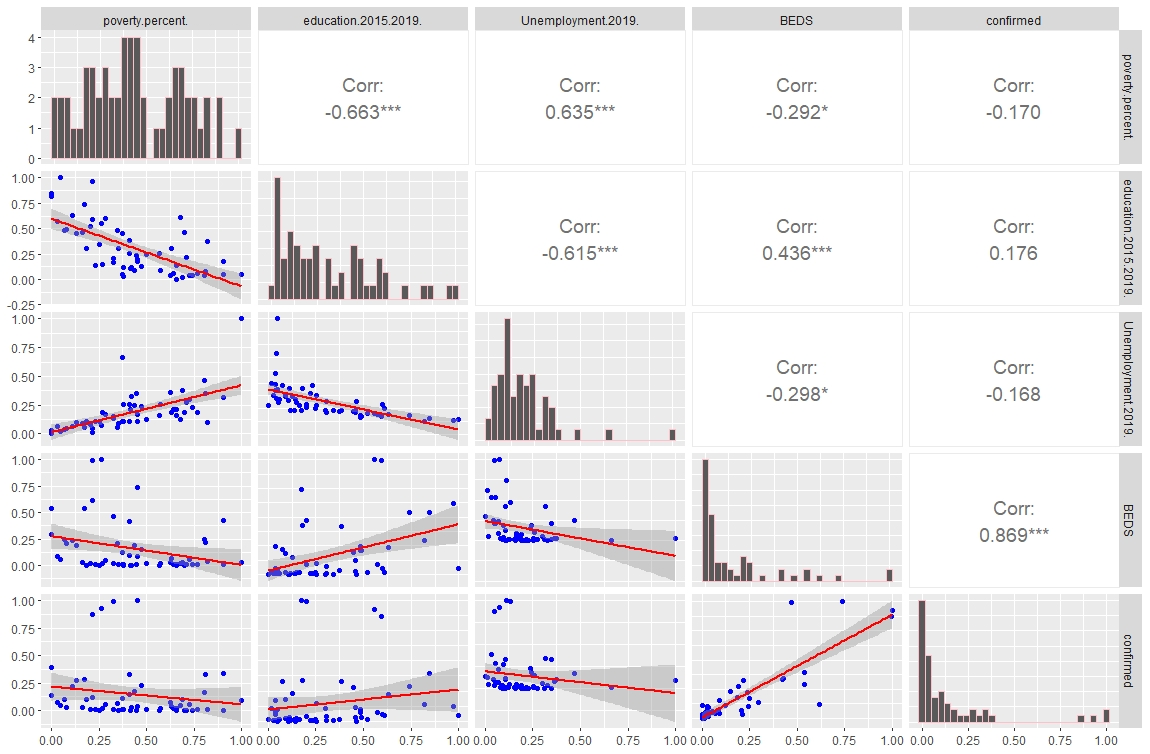 poverty.percent. education.2015.2019. Unemployment.2019. BEDS confirmed
4
3
2
1
0
Corr:
-0.663***
Corr:
0.635***
Corr:
-0.292*
Corr:
-0.170
poverty.percent.
1.00
0.75
0.50
0.25
0.00
-0.25
Corr:
-0.615***
Corr:
0.436***
Corr:
0.176
education.2015.2019.
1.00
0.75
0.50
0.25
0.00
Corr:
-0.298*
Corr:
-0.168
Unemployment.2019.
1.00
0.75
0.50
0.25
0.00
Corr:
0.869***
BEDS
1.00
0.75
0.50
0.25
0.00
confirmed
0.00 0.25 0.50 0.75 1.00 0.00 0.25 0.50 0.75 1.00 0.00 0.25 0.50 0.75 1.00 0.00 0.25 0.50 0.75 1.00 0.00 0.25 0.50 0.75 1.00